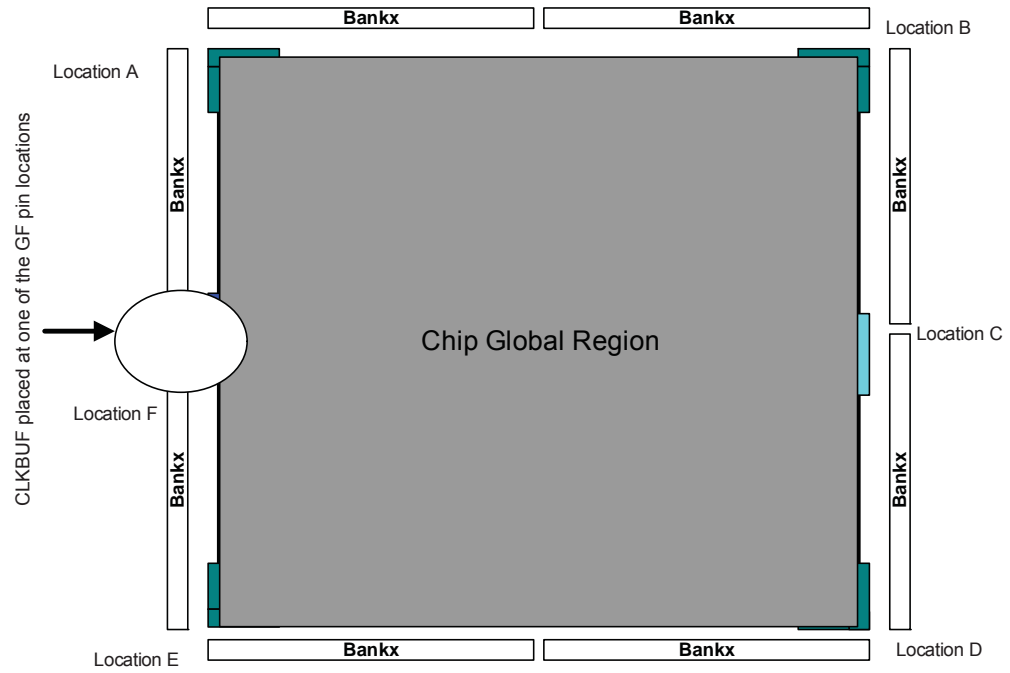 Bankx
Bankx
Location B
Location A
CLKBUF placed at one of the GF pin locations
Bankx
Bankx
Chip Global Region
Location C
Location F
Bankx
Bankx
Bankx
Bankx
Location D
Location E